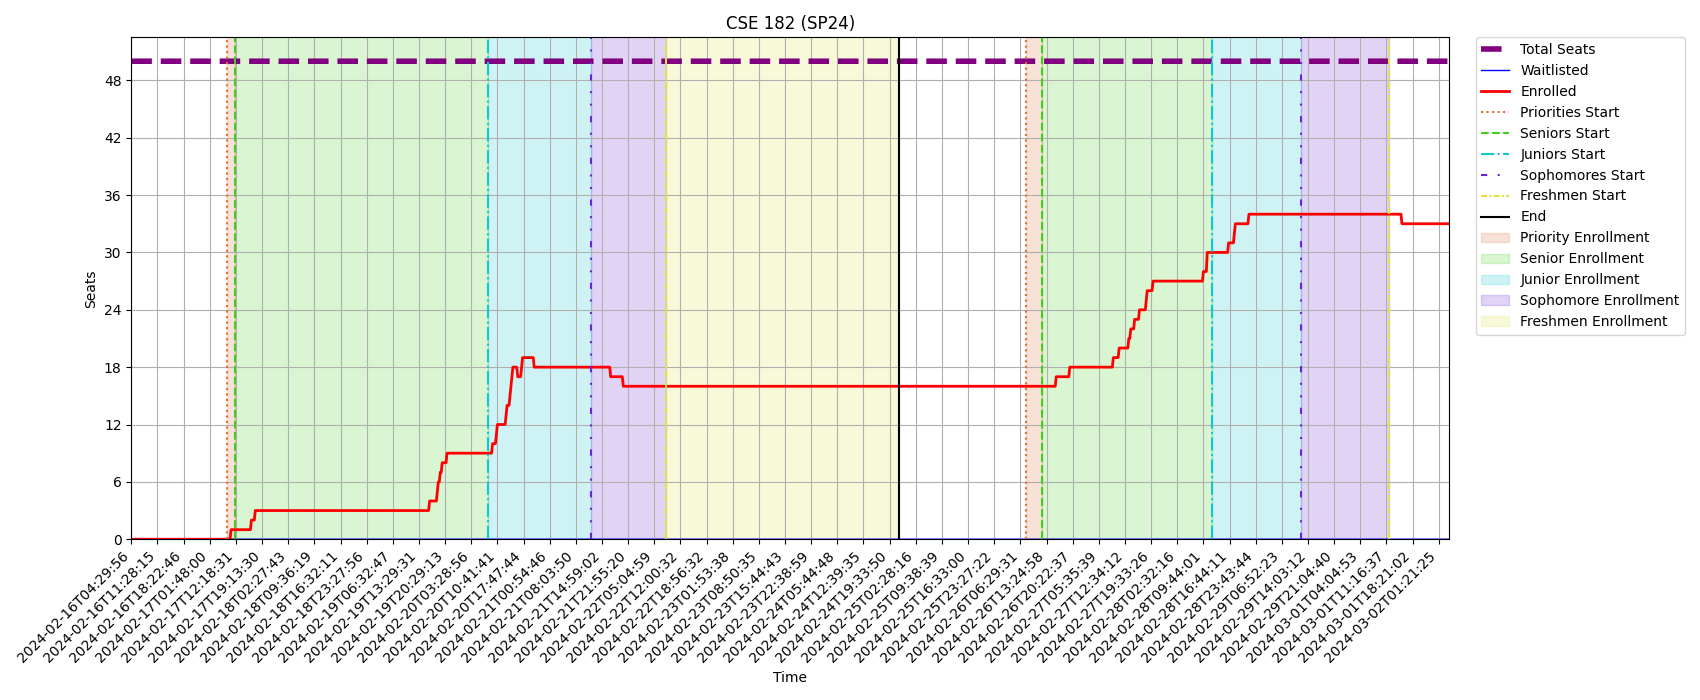 CSE 182 (SP24)
Seats
48
42
36
30
24
18
12
6
0
2024-02-16T04:29:56
2024-02-16T11:28:15
2024-02-16T18:22:46
2024-02-17T01:48:00
2024-02-17T12:18:31
2024-02-17T19:13:30
2024-02-18T02:27:43
2024-02-18T09:36:19
2024-02-18T16:32:11
2024-02-18T23:27:56
2024-02-19T06:32:47
2024-02-19T13:29:31
2024-02-19T20:29:13
2024-02-20T03:28:56
2024-02-20T10:41:41
2024-02-20T17:47:44
2024-02-21T00:54:46
2024-02-21T08:03:50
2024-02-21T14:59:02
2024-02-21T21:55:20
2024-02-22T05:04:59
2024-02-22T12:00:32
2024-02-22T18:56:32
2024-02-23T01:53:38
2024-02-23T08:50:35
2024-02-23T15:44:43
2024-02-23T22:38:59
2024-02-24T05:44:48
2024-02-24T12:39:35
2024-02-24T19:33:50
2024-02-25T02:28:16
2024-02-25T09:38:39
2024-02-25T16:33:00
2024-02-25T23:27:22
2024-02-26T06:29:31
2024-02-26T13:24:58
2024-02-26T20:22:37
2024-02-27T05:35:39
2024-02-27T12:34:12
2024-02-27T19:33:26
2024-02-28T02:32:16
2024-02-28T09:44:01
2024-02-28T16:44:11
2024-02-28T23:43:44
2024-02-29T06:52:23
2024-02-29T14:03:12
2024-02-29T21:04:40
2024-03-01T04:04:53
2024-03-01T11:16:37
2024-03-01T18:21:02
2024-03-02T01:21:25
Time
Total Seats
Waitlisted
Enrolled
Priorities Start
Seniors Start
Juniors Start
Sophomores Start
Freshmen Start
End
Priority Enrollment
Senior Enrollment
Junior Enrollment
Sophomore Enrollment
Freshmen Enrollment